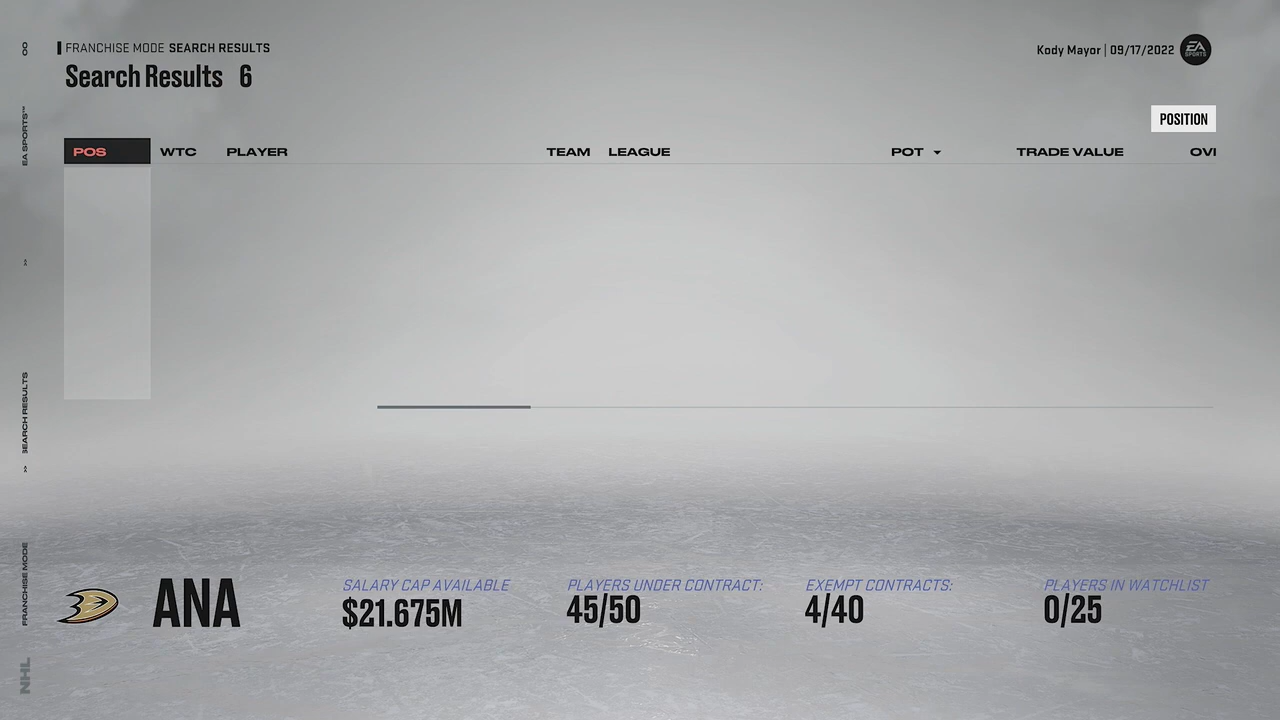 FRANCHISE MODE SEARCH RESULTS
Kody Mayor | 09/17/2022
EA SPORTS
Search Results 6
POSITION
POS WTC PLAYER TEAM LEAGUE POT TRADE VALUE OVI
ANA
SALARY CAP AVAILABLE
$21.675M
PLAYERS UNDER CONTRACT:
45/50
EXEMPT CONTRACTS:
4/40
PLAYERS IN WATCHLIST
0/25
NHL
FRANCHISE MODE
>>
SEARCH RESULTS
>>
EA SPORTS™